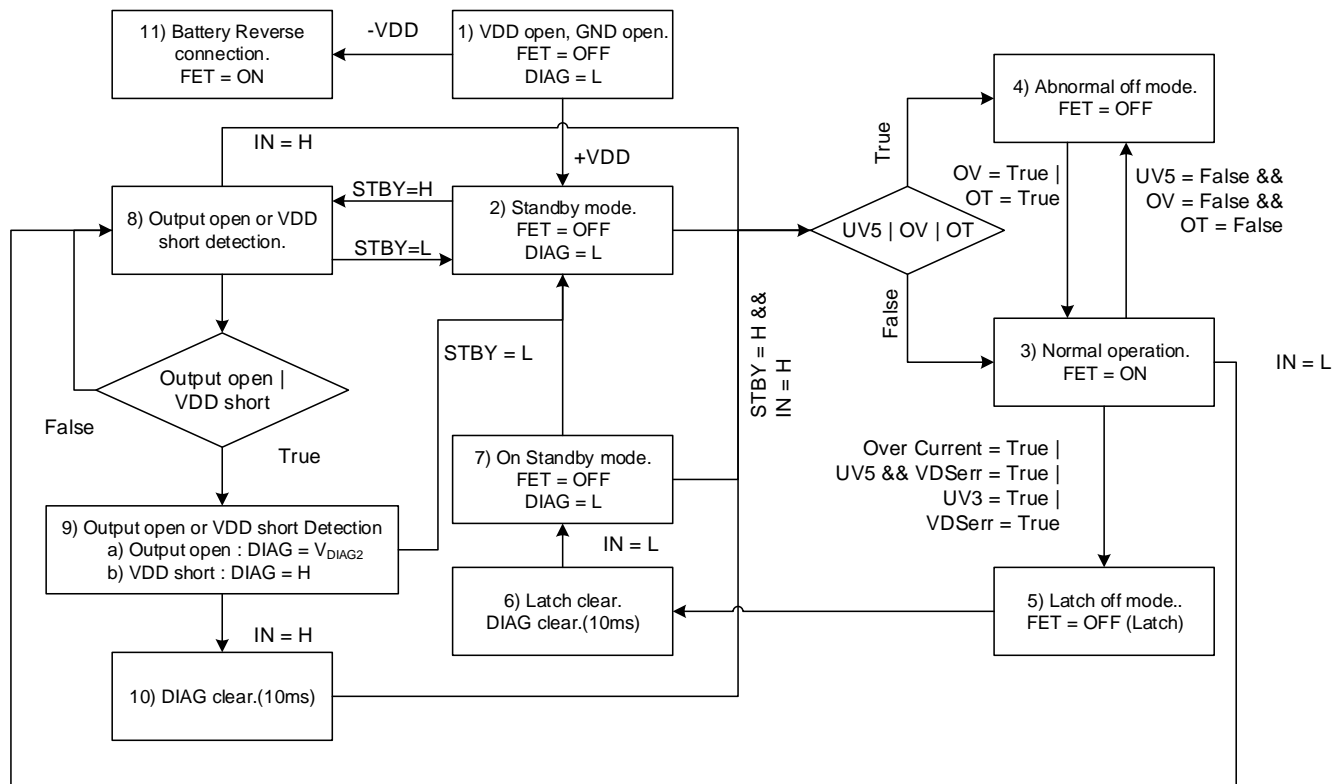 11) Battery Reverse
connection.
FET = ON
-VDD
1) VDD open, GND open.
FET = OFF
DIAG = L
+VDD
IN = H
8) Output open or VDD
short detection.
STBY=H
STBY=L
2) Standby mode.
FET = OFF
DIAG = L
UV5 | OV | OT
True
False
4) Abnormal off mode.
FET = OFF
OV = True |
OT = True
UV5 = False &&
OV = False &&
OT = False
3) Normal operation.
FET = ON
IN = L
Output open |
VDD short
False
True
STBY = L
STBY = H &&
IN = H
7) On Standby mode.
FET = OFF
DIAG = L
Over Current = True |
UV5 && VDSerr = True |
UV3 = True |
VDSerr = True
9) Output open or VDD short Detection
a) Output open : DIAG = VDIAG2
b) VDD short : DIAG = H
IN = L
6) Latch clear.
DIAG clear.(10ms)
5) Latch off mode..
FET = OFF (Latch)
IN = H
10) DIAG clear.(10ms)